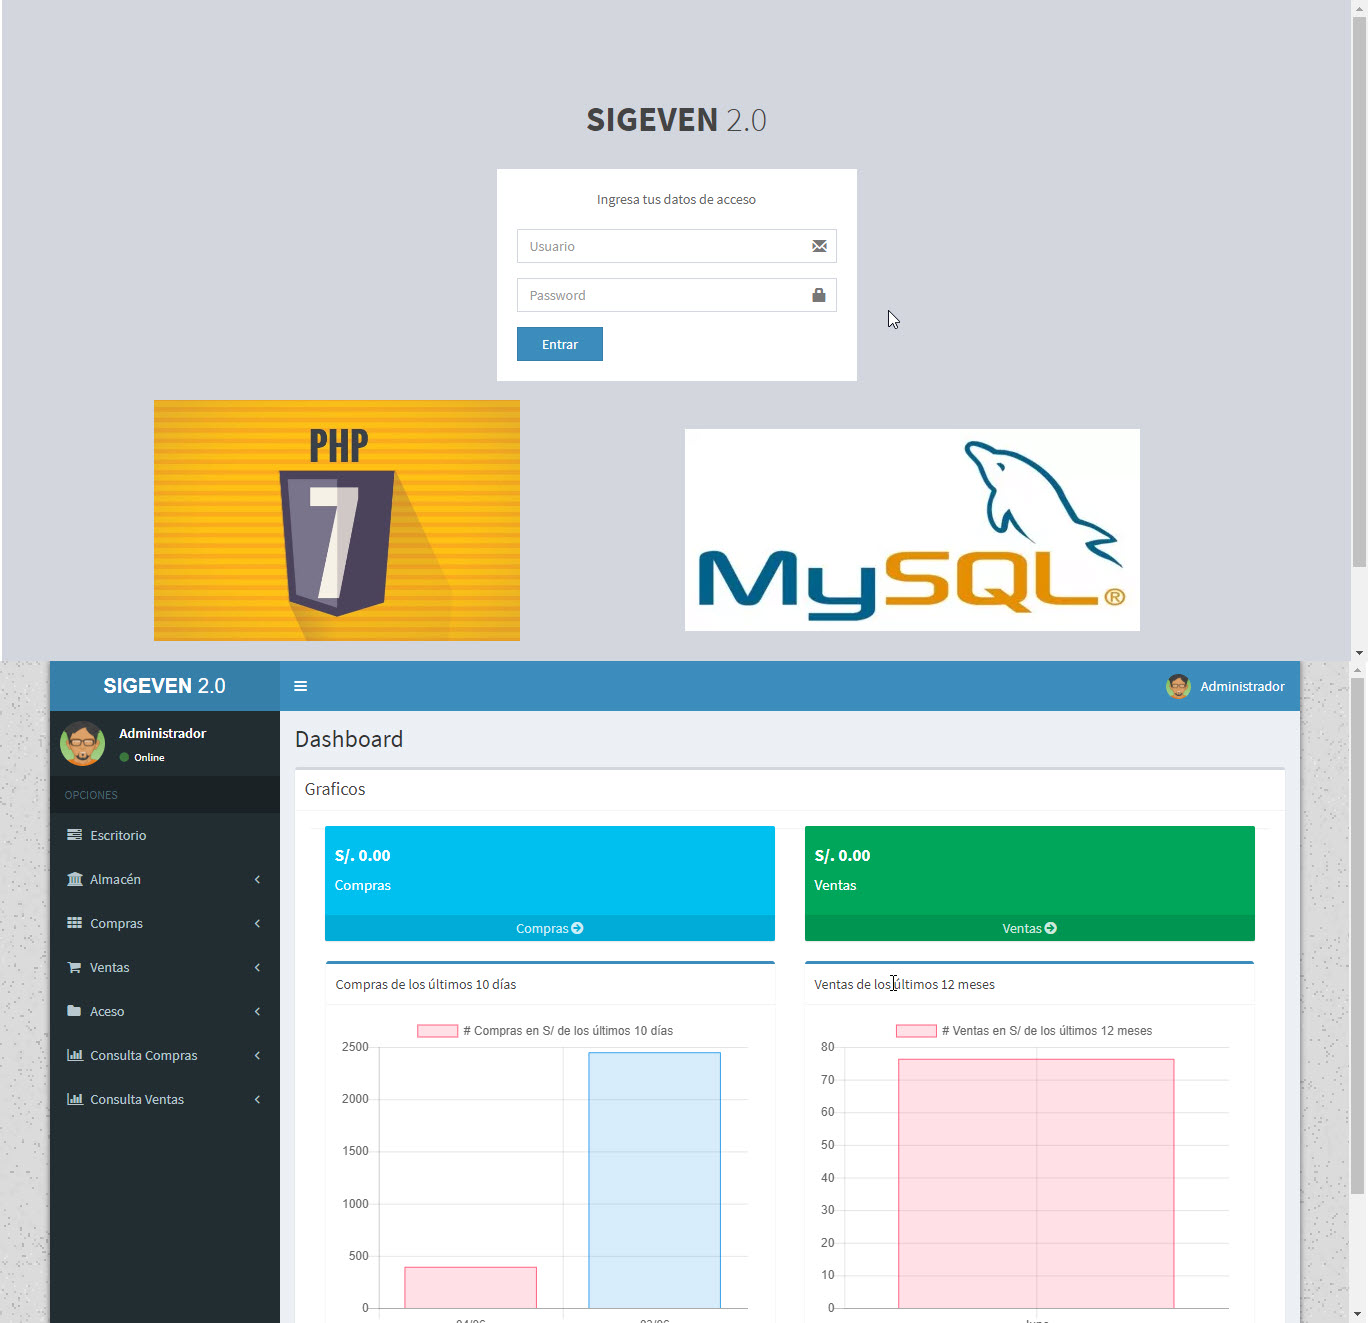 SIGEVEN 2.0
Ingresa tus datos de acceso
Usuario
Password
Entrar
PHP
7
MySQL®
SIGEVEN 2.0
Administrador
Administrador
Online
OPCIONES
Escritorio
Almacén
Compras
Ventas
Aceso
Consulta Compras
Consulta Ventas
Dashboard
Graficos
S/. 0.00
Compras
Compras
S/. 0.00
Ventas
Ventas
Compras de los últimos 10 días
# Compras en S/ de los últimos 10 días
2500
2000
1500
1000
500
0
Ventas de los últimos 12 meses
# Ventas en S/ de los últimos 12 meses
80
70
60
50
40
30
20
10
0